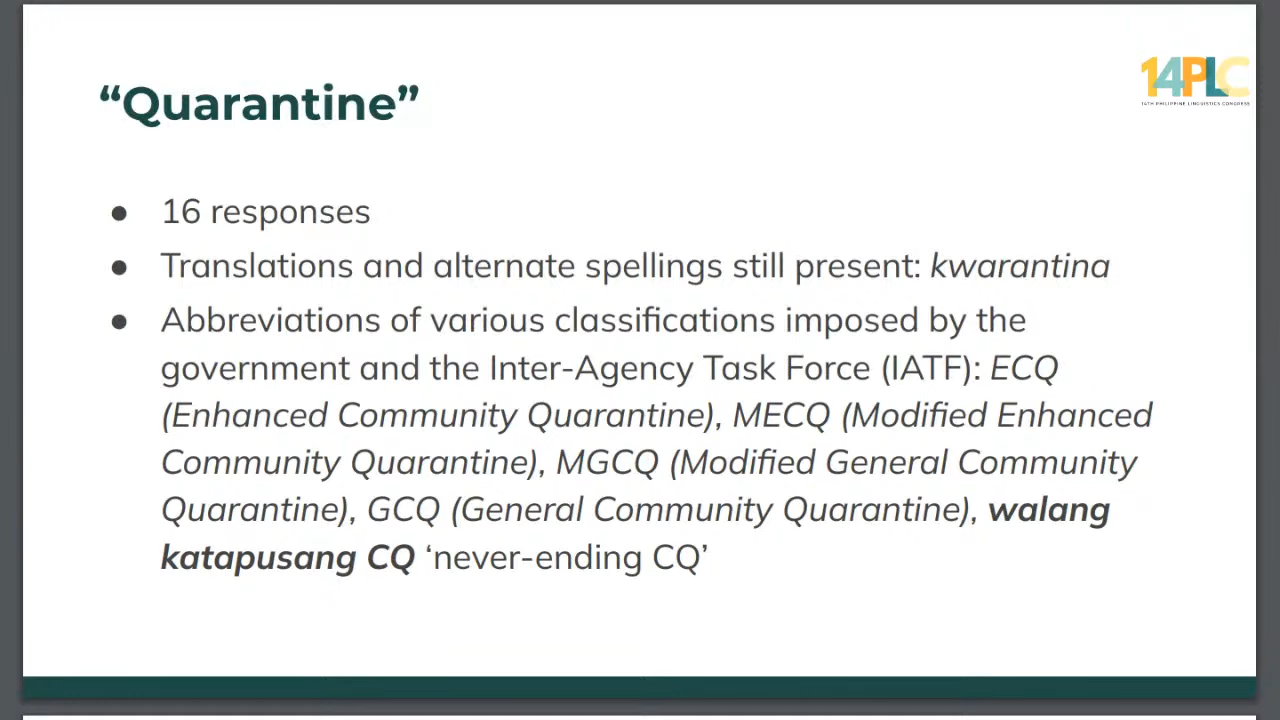 “Quarantine”
14PLC
14TH PHILIPPINE LINGUISTICS CONGRESS
● 16 responses
● Translations and alternate spellings still present: kwarantina
● Abbreviations of various classifications imposed by the
government and the Inter-Agency Task Force (IATF): ECQ
(Enhanced Community Quarantine), MECQ (Modified Enhanced
Community Quarantine), MGCQ (Modified General Community
Quarantine), GCQ (General Community Quarantine), walang
katapusang CQ ‘never-ending CQ’